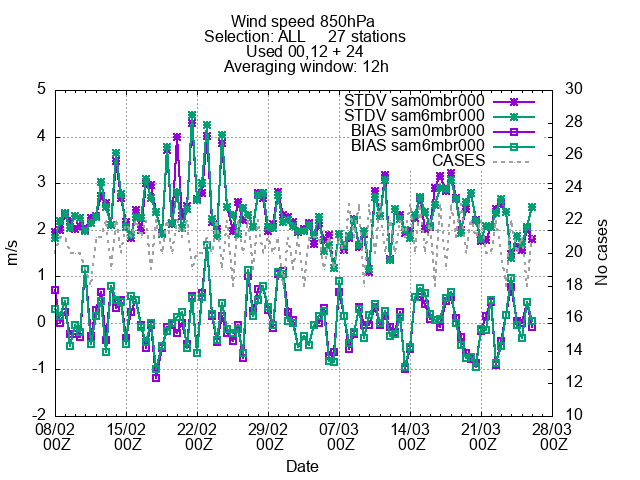 Wind speed 850hPa
Selection: ALL 27 stations
Used 00,12 + 24
Averaging window: 12h
STDV sam0mbr000
STDV sam6mbr000
BIAS sam0mbr000
BIAS sam6mbr000
CASES
5
4
3
2
1
0
-1
-2
m/s
30
28
26
24
22
20
18
16
14
12
10
No cases
08/02 15/02 22/02 29/02 07/03 14/03 21/03 28/03
00Z 00Z 00Z 00Z 00Z 00Z 00Z 00Z
Date